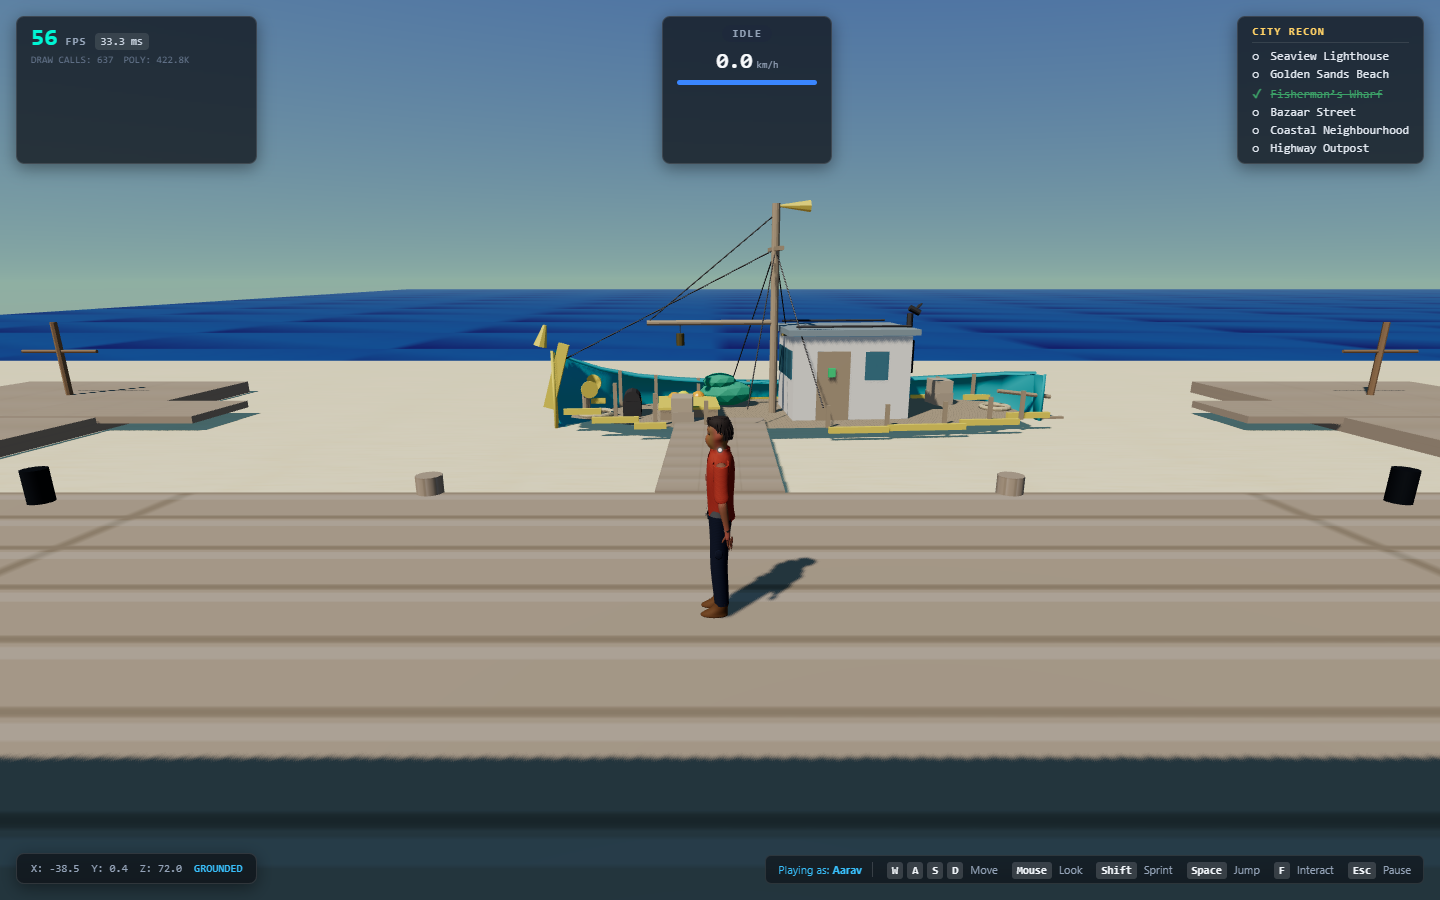 56 FPS 33.3 ms
DRAW CALLS: 637 POLY: 422.8K
IDLE
0.0 km/h
CITY RECON
Seaview Lighthouse
Golden Sands Beach
✓ Fisherman's Wharf
Bazaar Street
Coastal Neighbourhood
Highway Outpost
X: -38.5 Y: 0.4 Z: 72.0 GROUNDED
Playing as: Aarav W A S D Move Mouse Look Shift Sprint Space Jump F Interact Esc Pause